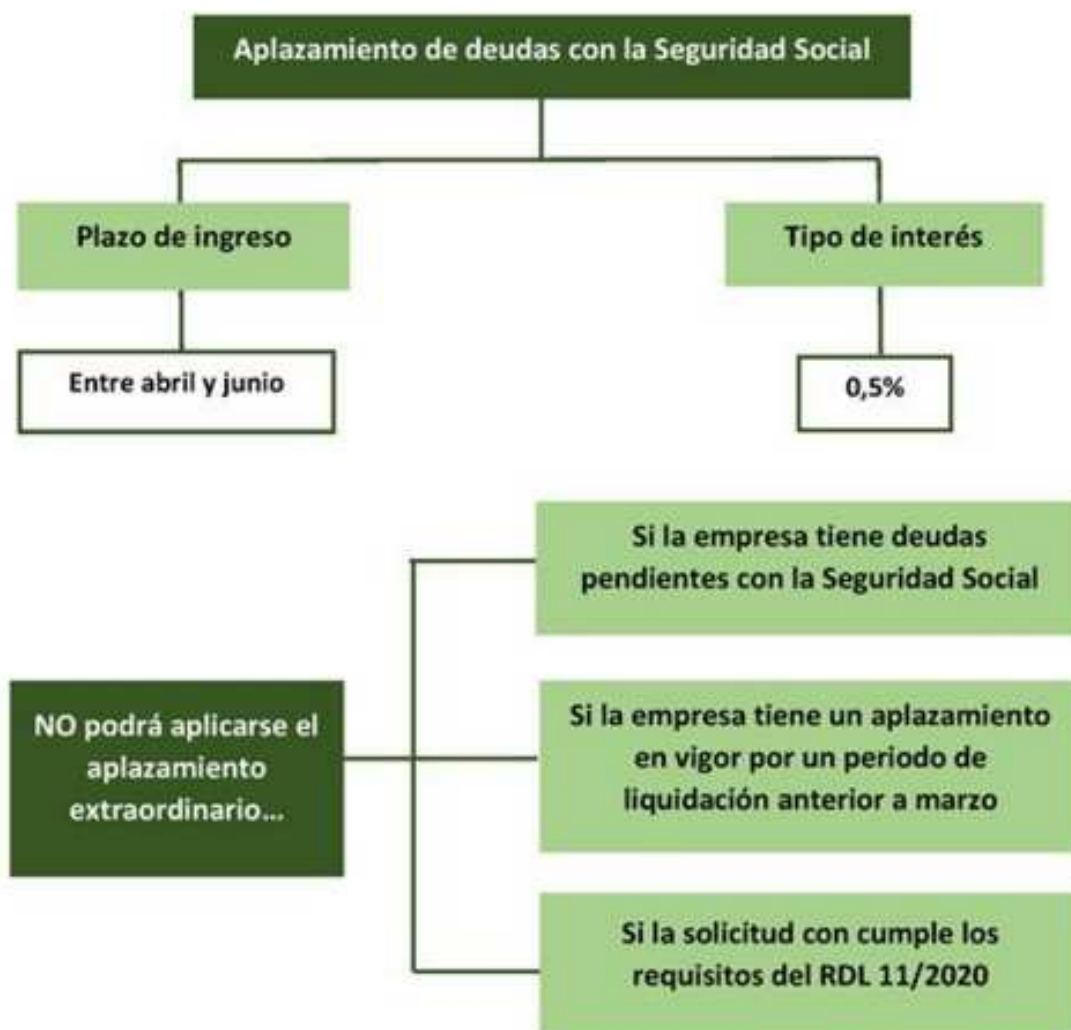 Aplazamiento de deudas con la Seguridad Social
Plazo de ingreso
Tipo de interés
Entre abril y junio
0,5%
Si la empresa tiene deudas
pendientes con la Seguridad Social
NO podrá aplicarse el
aplazamiento
extraordinario...
Si la empresa tiene un aplazamiento
en vigor por un periodo de
liquidación anterior a marzo
Si la solicitud con cumple los
requisitos del RDL 11/2020